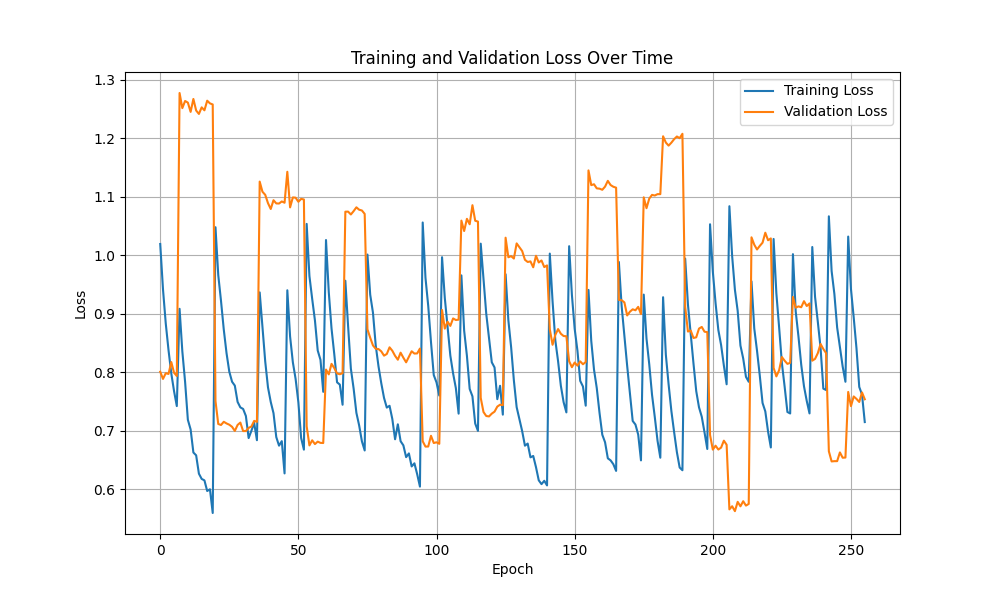 Training and Validation Loss Over Time
Training Loss
Validation Loss
1.3
1.2
1.1
1.0
0.9
0.8
0.7
0.6
Loss
0
50
100
150
200
250
Epoch